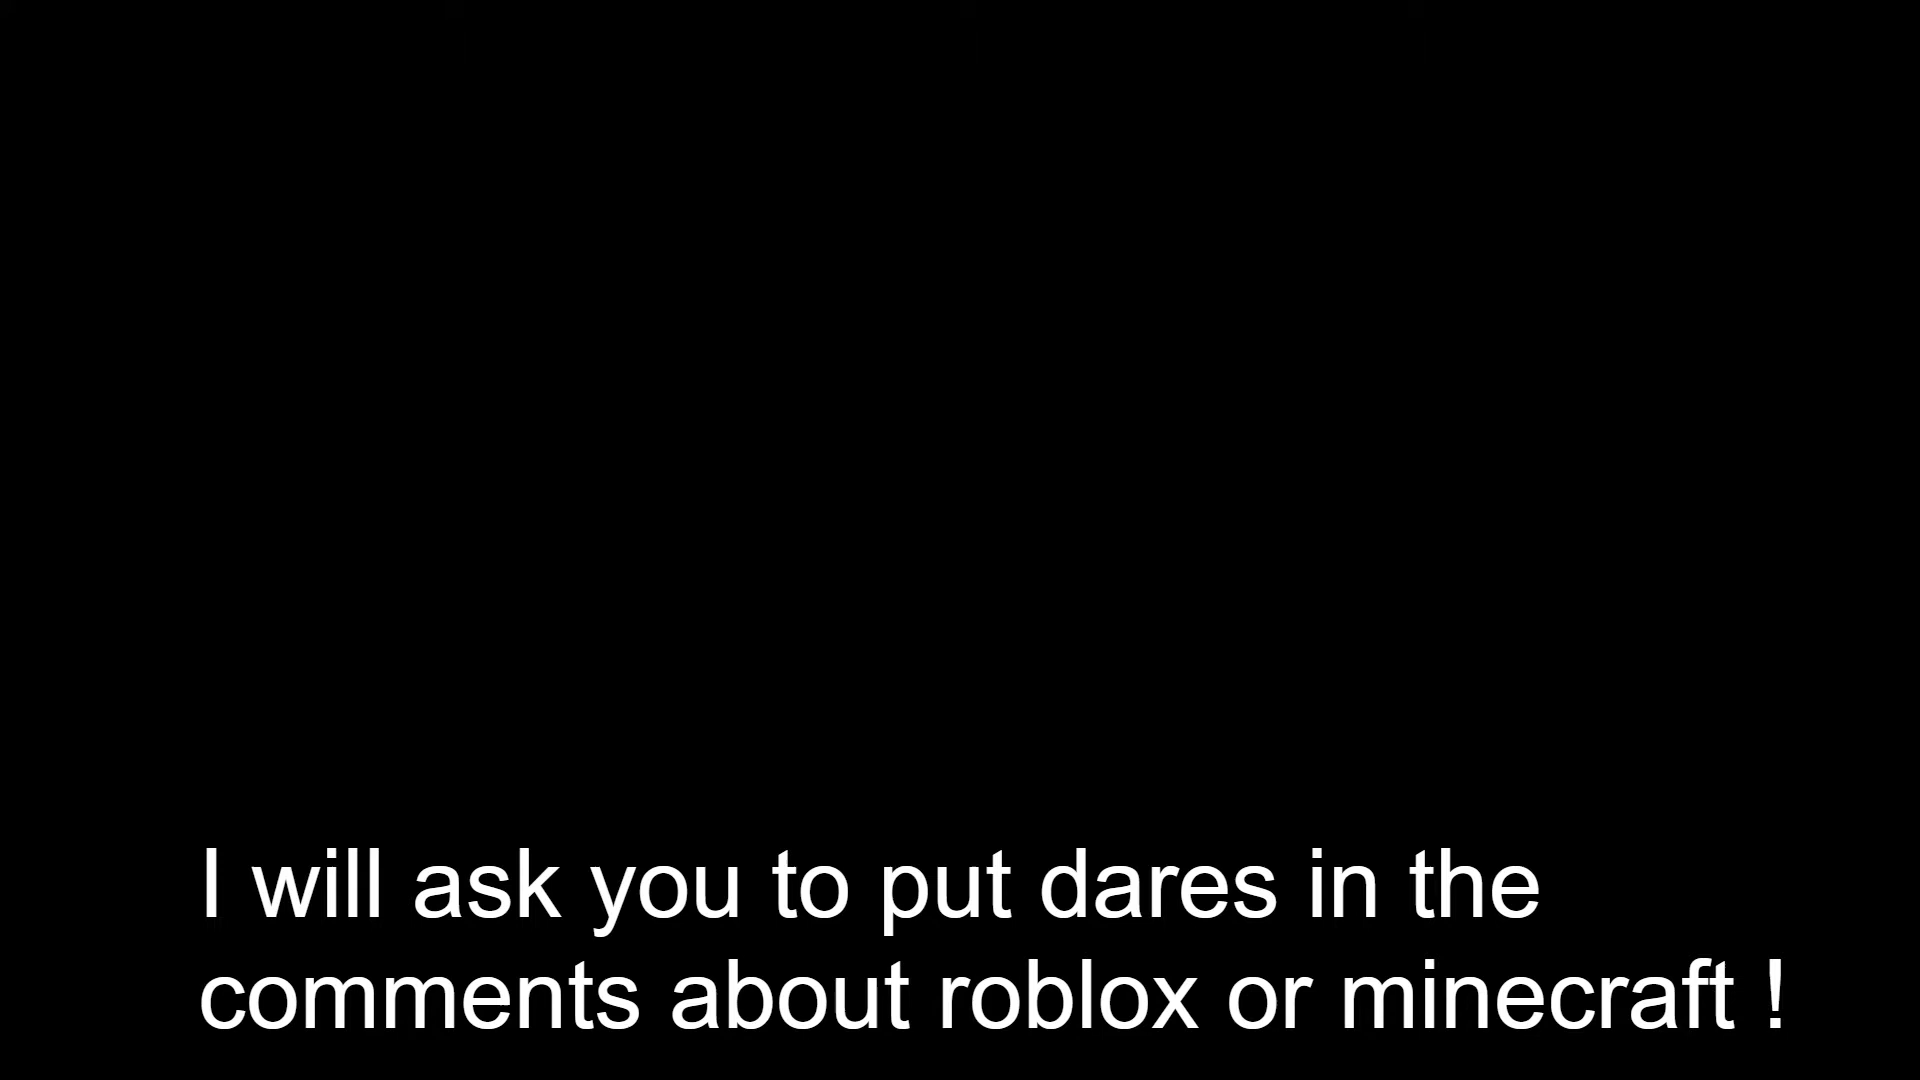 I will ask you to put dares in the
comments about roblox or minecraft !